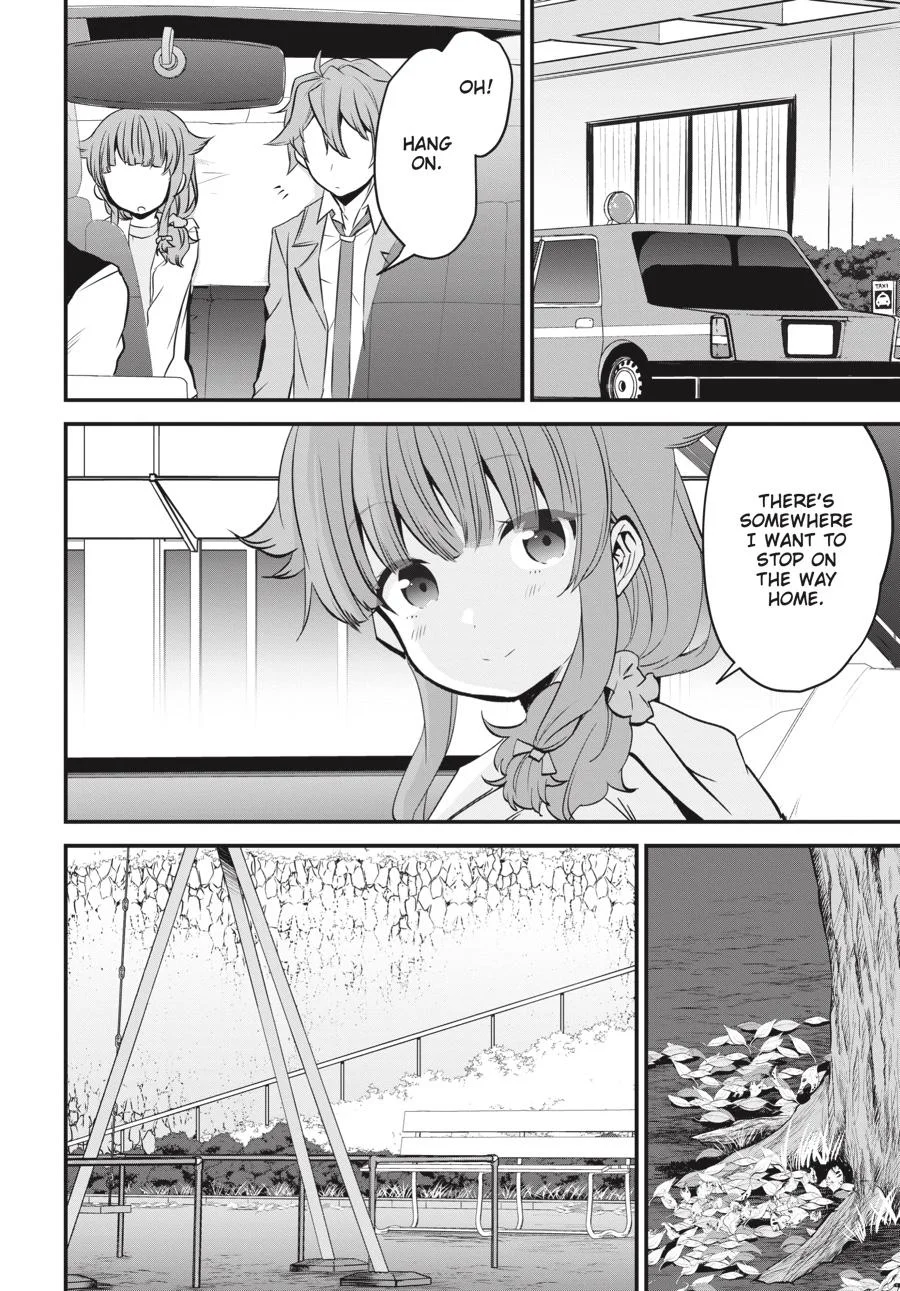 TAXI
OH!
HANG
ON.
THERE'S
SOMEWHERE
I WANT TO
STOP ON
THE WAY
HOME.